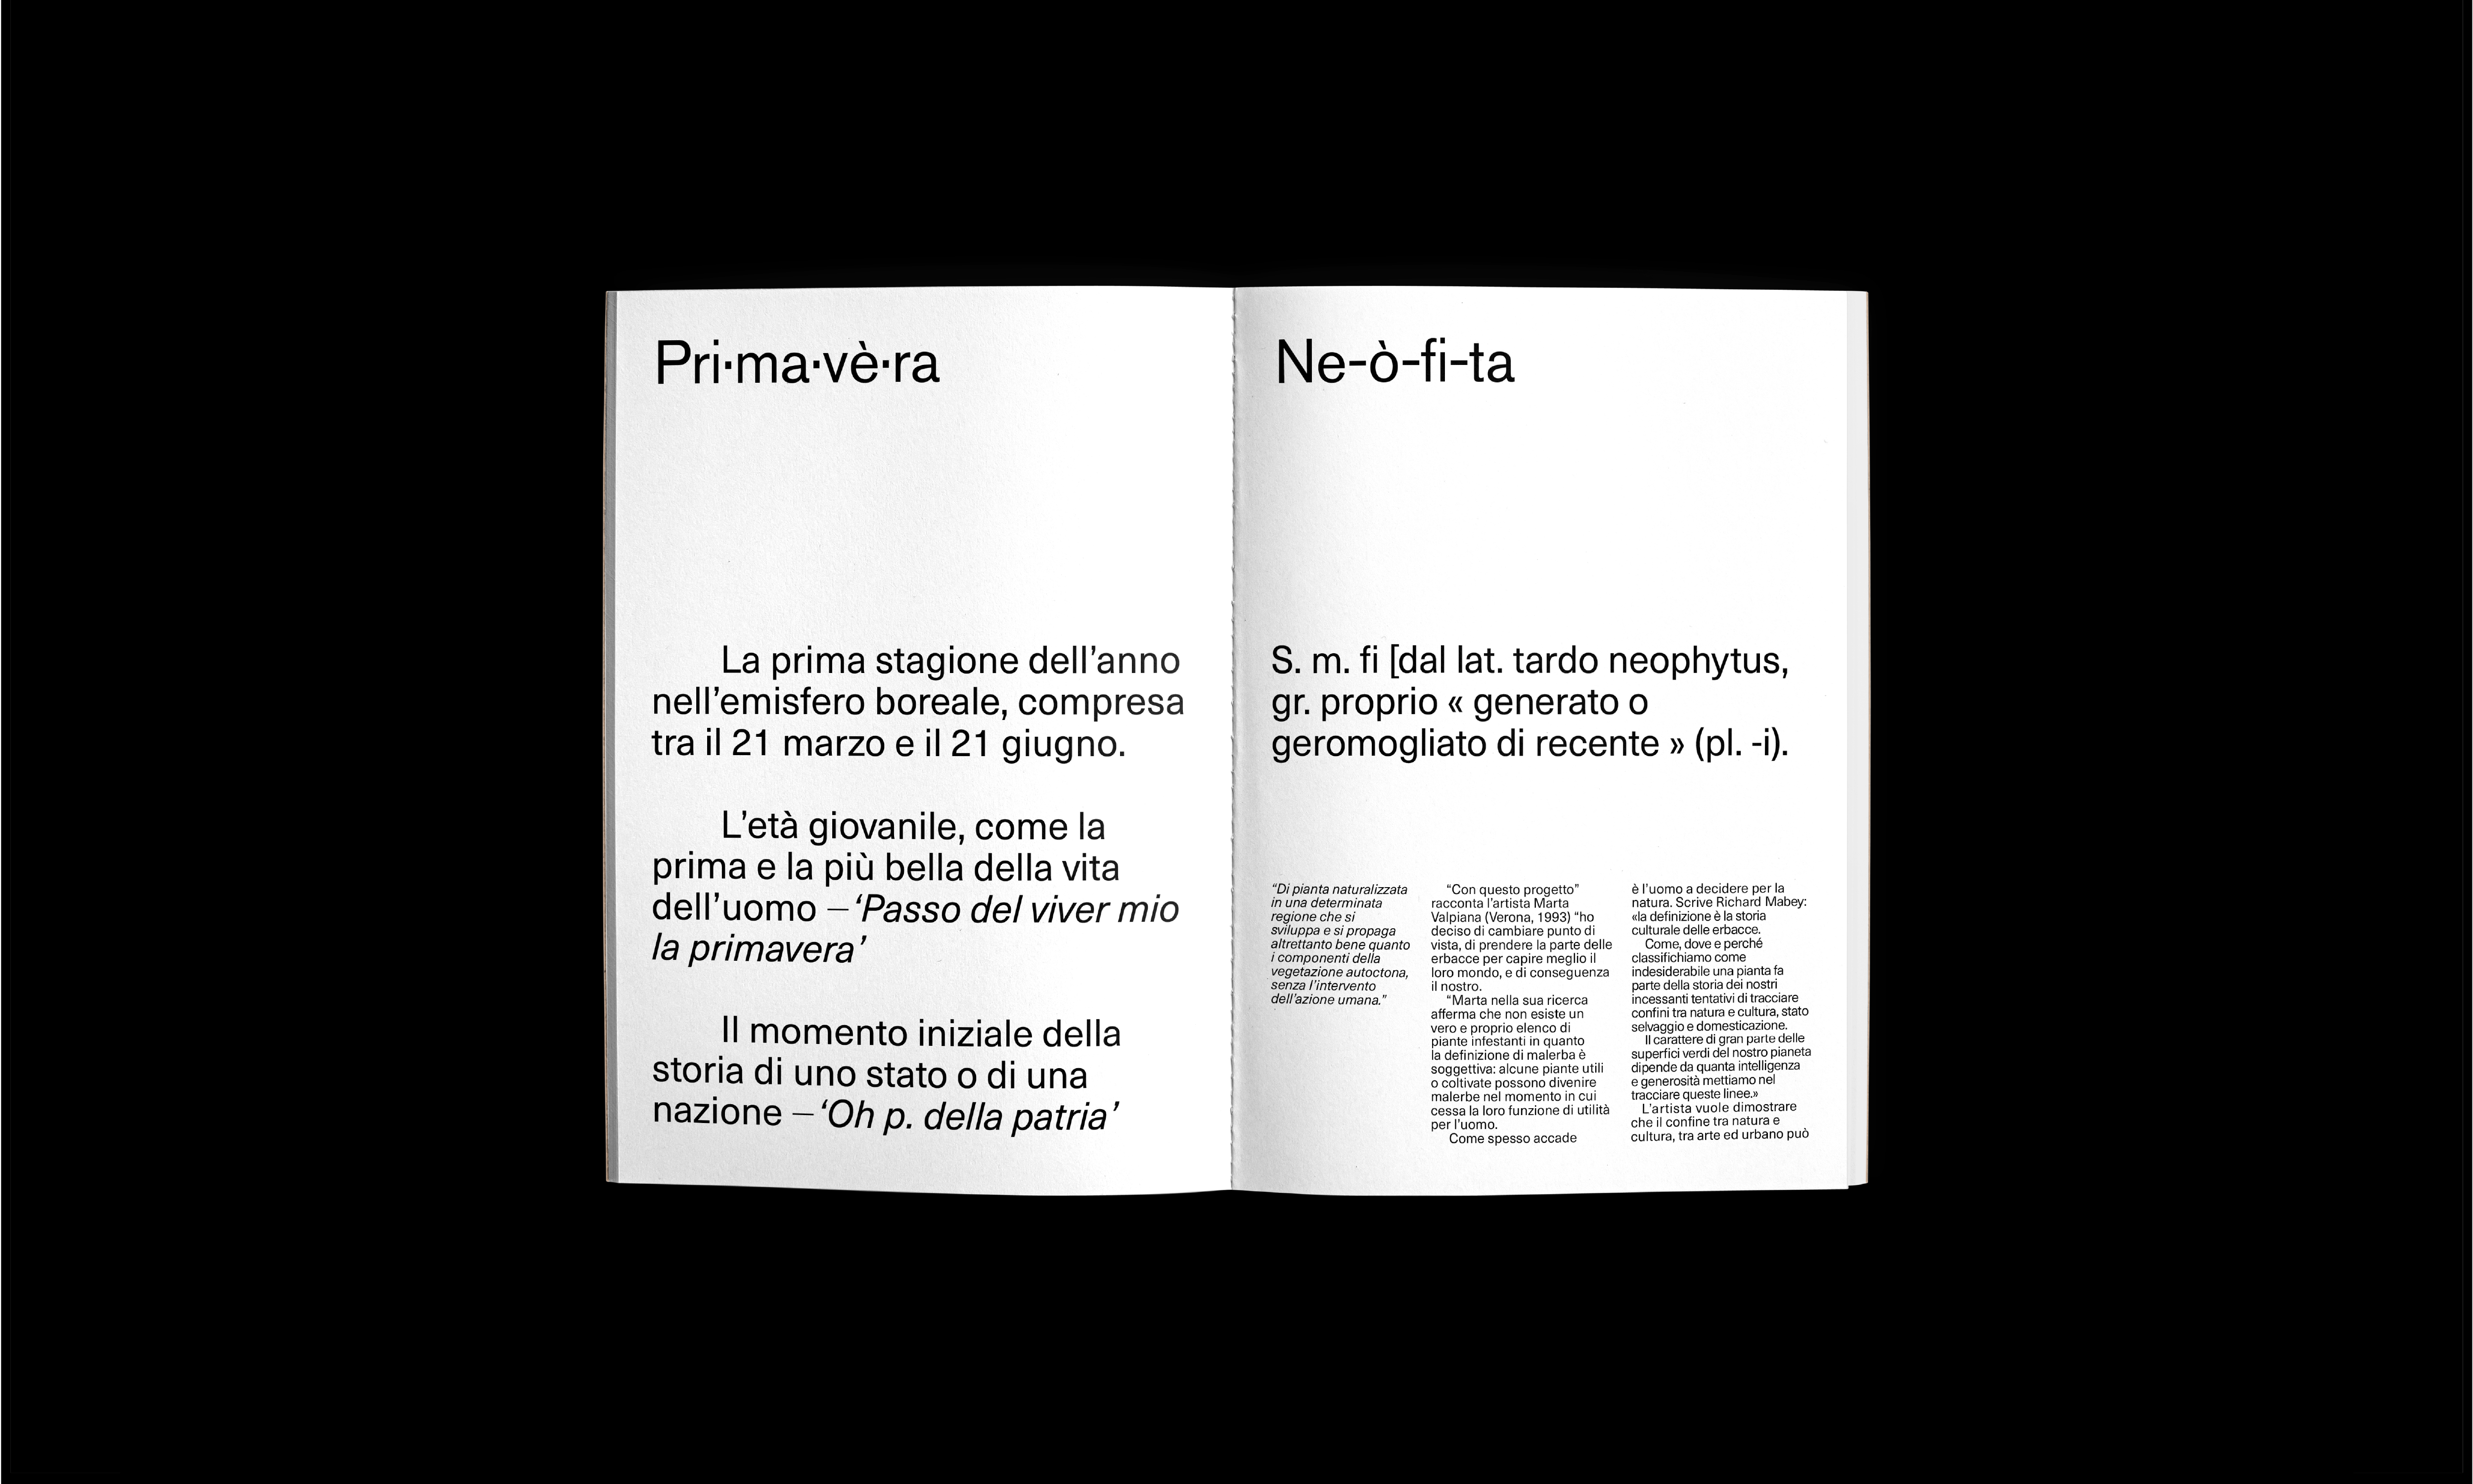 Pri·ma·vè·ra
La prima stagione dell’anno
nell’emisfero boreale, compresa
tra il 21 marzo e il 21 giugno.
L’età giovanile, come la
prima e la più bella della vita
dell’uomo – ‘Passo del viver mio
la primavera’
Il momento iniziale della
storia di uno stato o di una
nazione – ‘Oh p. della patria’
Ne-ò-fi-ta
S. m. fi [dal lat. tardo neophytus,
gr. proprio « generato o
geromogliato di recente » (pl. -i).
“Di pianta naturalizzata
in una determinata
regione che si
sviluppa e si propaga
altrettanto bene quanto
i componenti della
vegetazione autoctona,
senza l’intervento
dell’azione umana.”
“Con questo progetto”
racconta l’artista Marta
Valpiana (Verona, 1993) “ho
deciso di cambiare punto di
vista, di prendere la parte delle
erbacce per capire meglio il
loro mondo, e di conseguenza
il nostro.
“Marta nella sua ricerca
afferma che non esiste un
vero e proprio elenco di
piante infestanti in quanto
la definizione di malerba è
soggettiva: alcune piante utili
o coltivate possono divenire
malerbe nel momento in cui
cessa la loro funzione di utilità
per l’uomo.
Come spesso accade
è l’uomo a decidere per la
natura. Scrive Richard Mabey:
«la definizione è la storia
culturale delle erbacce.
Come, dove e perché
classifichiamo come
indesiderabile una pianta fa
parte della storia dei nostri
incessanti tentativi di tracciare
confini tra natura e cultura, stato
selvaggio e domesticazione.
Il carattere di gran parte delle
superfici verdi del nostro pianeta
dipende da quanta intelligenza
e generosità mettiamo nel
tracciare queste linee.»
L’artista vuole dimostrare
che il confine tra natura e
cultura, tra arte ed urbano può